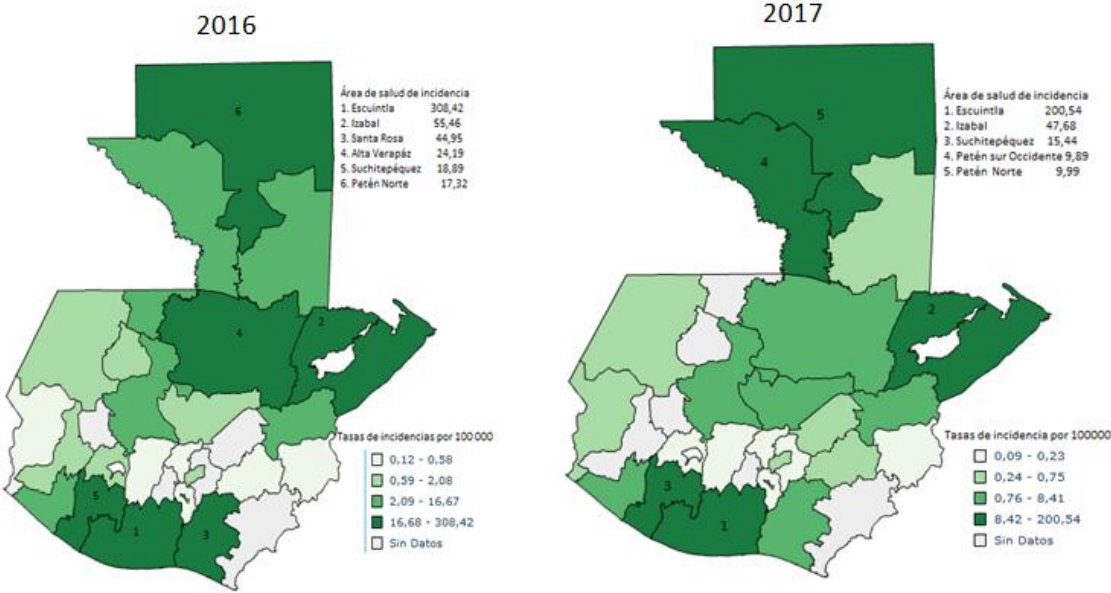 2016
Área de salud de incidencia
1. Escuintla 308,42
2. Izabal 55,46
3. Santa Rosa 44,95
4. Alta Verapáz 24,19
5. Suchitepéquez 18,89
6. Petén Norte 17,32
6
4
2
5
1
3
Tasas de incidencias por 100 000
0,12 - 0,58
0,59 - 2,08
2,09 - 16,67
16,68 - 308,42
Sin Datos
2017
Área de salud de incidencia
1. Escuintla 200,54
2. Izabal 47,68
3. Suchitepéquez 15,44
4. Petén sur Occidente 9,89
5. Petén Norte 9,99
5
4
2
3
1
Tasas de incidencia por 100000
0,09 - 0,23
0,24 - 0,75
0,76 - 8,41
8,42 - 200,54
Sin Datos